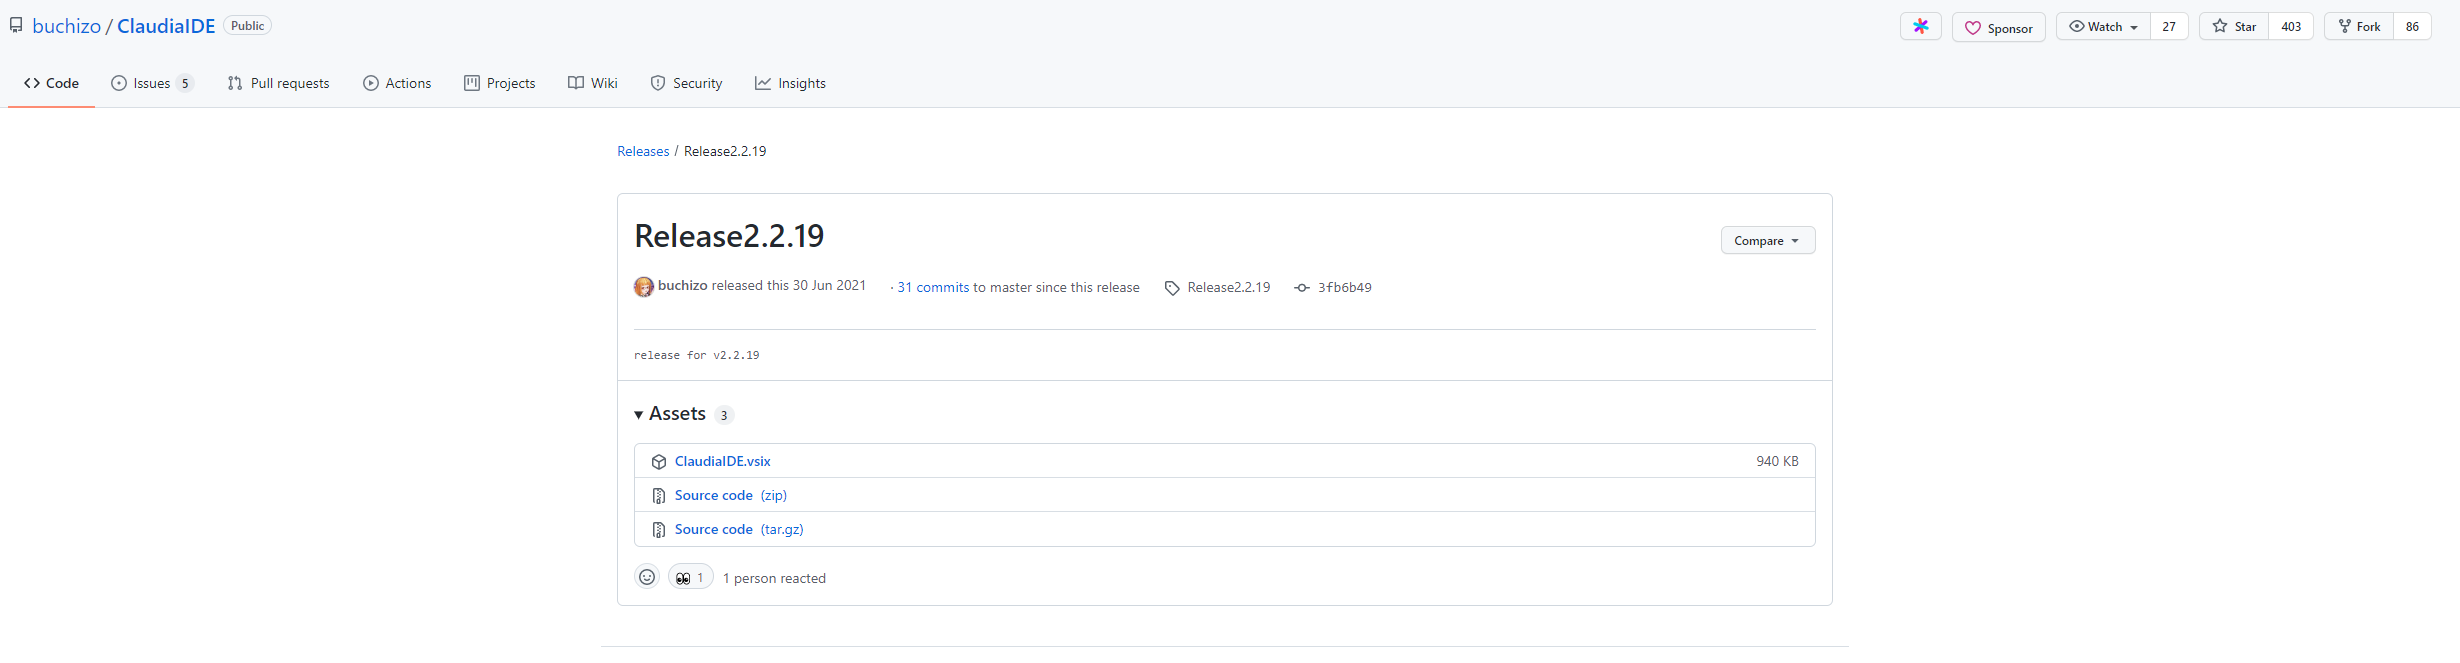 buchizo / ClaudiaIDE Public
Sponsor Watch 27 Star 403 Fork 86
Code Issues 5 Pull requests Actions Projects Wiki Security Insights
Releases / Release2.2.19
Release2.2.19
Compare
buchizo released this 30 Jun 2021 · 31 commits to master since this release Release2.2.19 3fb6b49
release for v2.2.19
Assets 3
ClaudiaIDE.vsix 940 KB
Source code (zip)
Source code (tar.gz)
1 1 person reacted